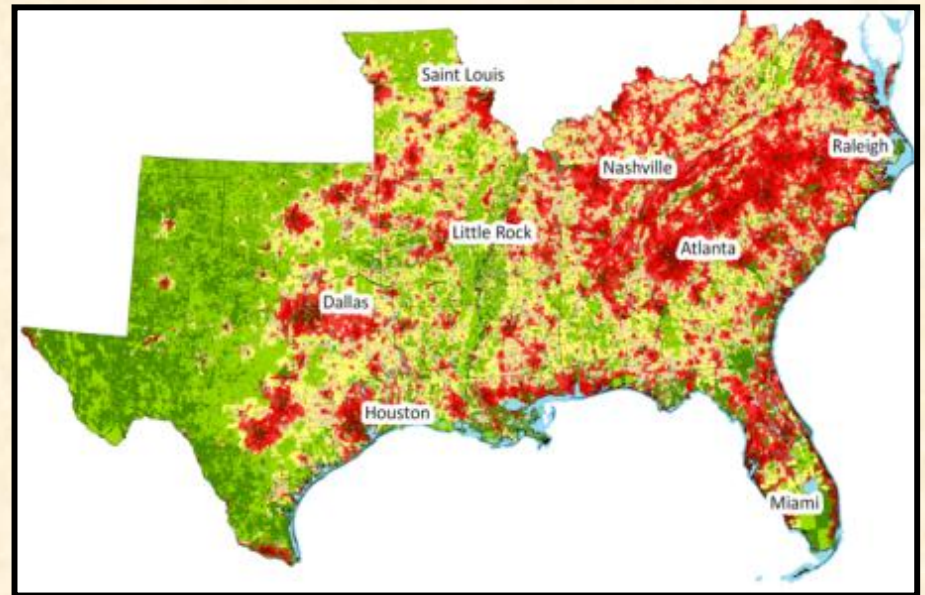 Saint Louis
Raleigh
Nashville
Little Rock
Atlanta
Dallas
Houston
Miami